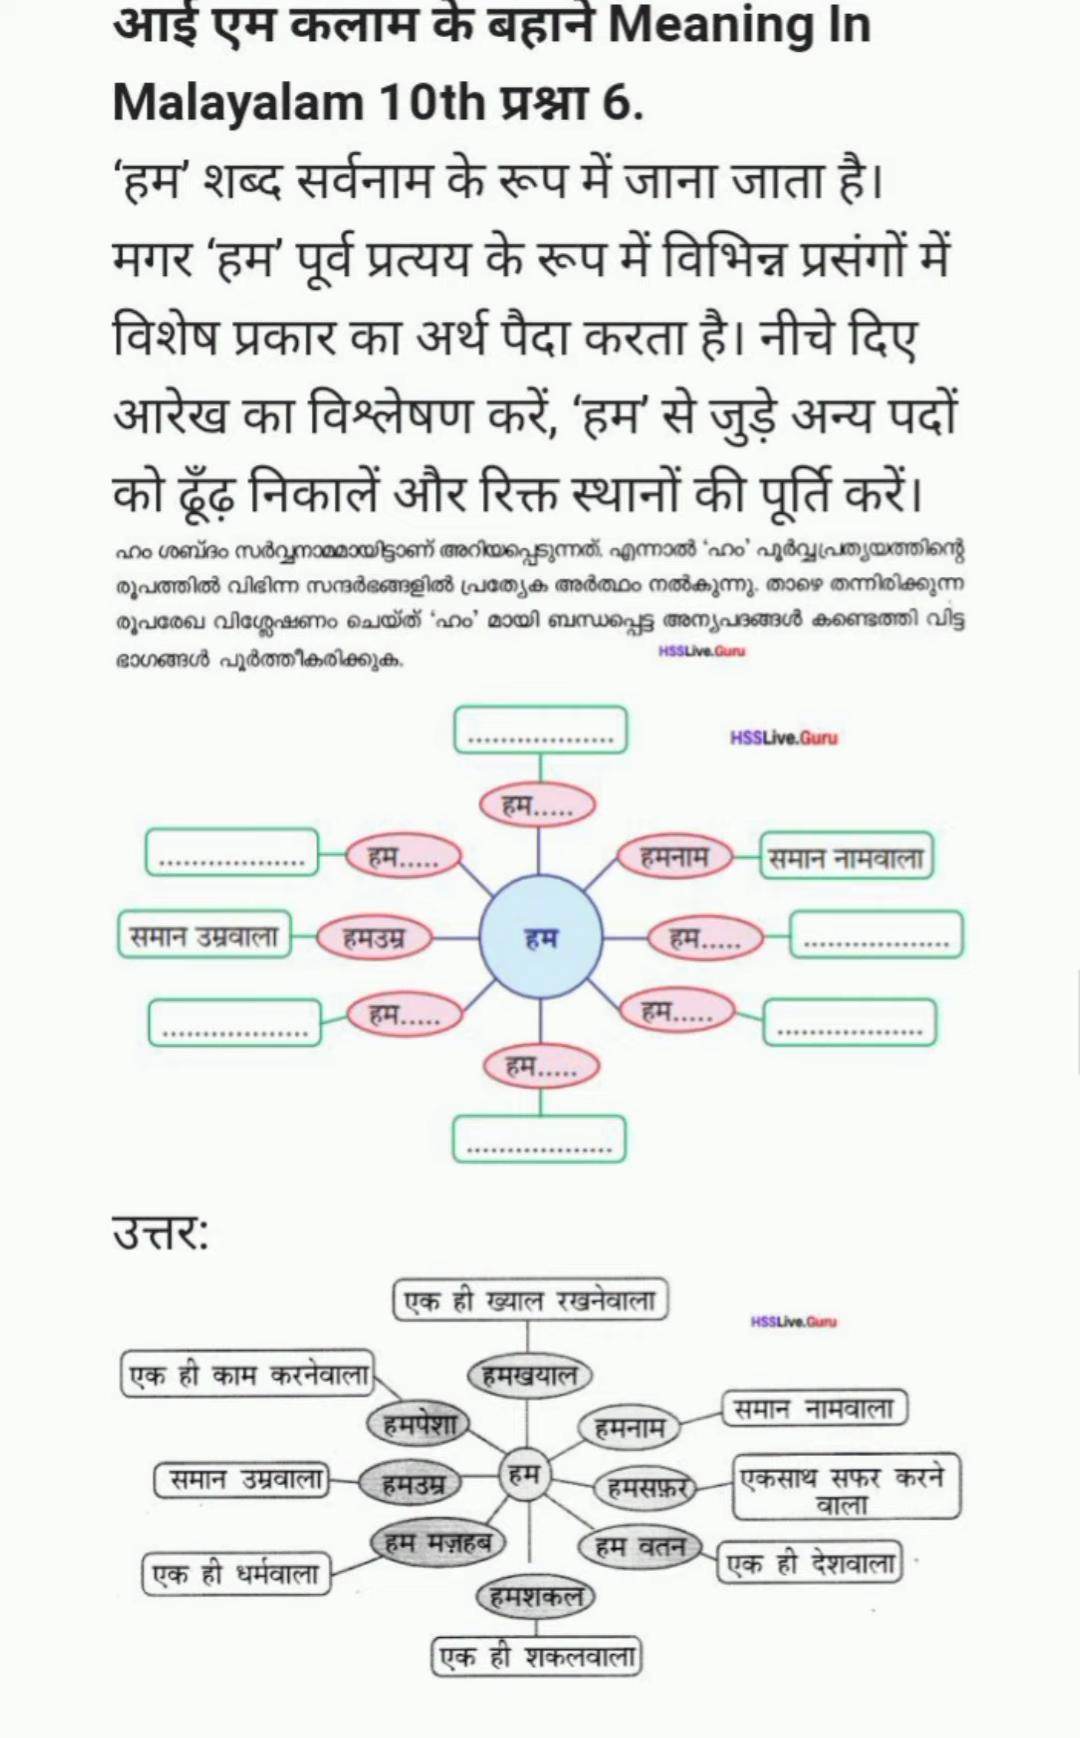 आई एम कलाम के बहाने Meaning In
Malayalam 10th प्रश्ना 6.
‘हम’ शब्द सर्वनाम के रूप में जाना जाता है।
मगर ‘हम’ पूर्व प्रत्यय के रूप में विभिन्न प्रसंगों में
विशेष प्रकार का अर्थ पैदा करता है। नीचे दिए
आरेख का विश्लेषण करें, ‘हम’ से जुड़े अन्य पदों
को ढूँढ़ निकालें और रिक्त स्थानों की पूर्ति करें।
ഹം ശബ്ദം സർവ്വനാമമായിട്ടാണ് അറിയപ്പെടുന്നത്. എന്നാൽ ‘ഹം’ പൂർവ്വപ്രത്യയത്തിന്റെ
രൂപത്തിൽ വിഭിന്ന സന്ദർഭങ്ങളിൽ പ്രത്യേക അർത്ഥം നൽകുന്നു. താഴെ തന്നിരിക്കുന്ന
രൂപരേഖ വിശ്ലേഷണം ചെയ്ത് ‘ഹം’ മായി ബന്ധപ്പെട്ട അന്യപദങ്ങൾ കണ്ടെത്തി വിട്ട
ഭാഗങ്ങൾ പൂർത്തീകരിക്കുക.
HSSLive.Guru
..................
HSSLive.Guru
हम.....
.................. हम..... हमनाम समान नामवाला
समान उम्रवाला हमउम्र हम हम..... ..................
.................. हम..... हम..... ..................
हम.....
..................
उत्तर:
एक ही ख्याल रखनेवाला
HSSLive.Guru
एक ही काम करनेवाला हमखयाल
हमपेशा हमनाम समान नामवाला
समान उम्रवाला हमउम्र हम हमसफ़र एकसाथ सफर करने
वाला
हम मज़हब हम वतन
एक ही धर्मवाला एक ही देशवाला
हमशकल
एक ही शकलवाला